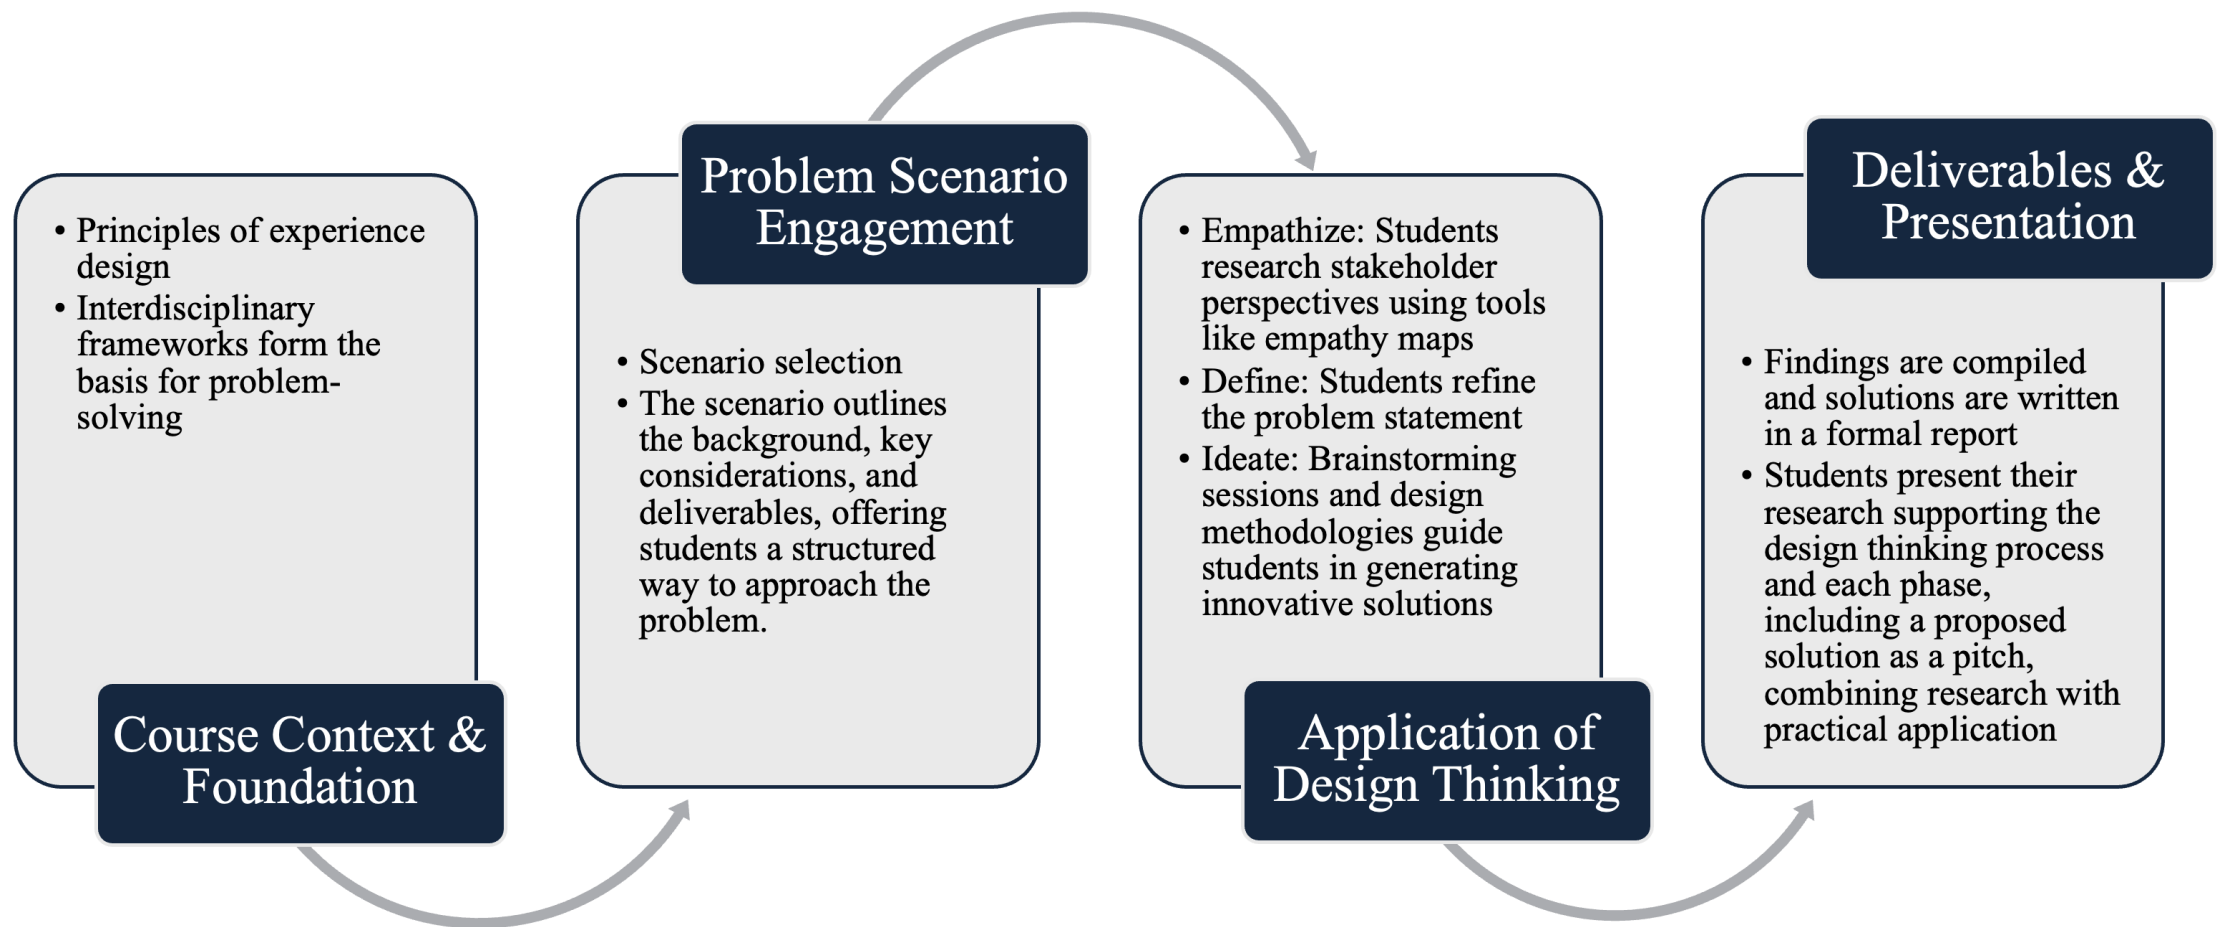 • Principles of experience
design
• Interdisciplinary
frameworks form the
basis for problem-
solving
Course Context &
Foundation
Problem Scenario
Engagement
• Scenario selection
• The scenario outlines
the background, key
considerations, and
deliverables, offering
students a structured
way to approach the
problem.
• Empathize: Students
research stakeholder
perspectives using tools
like empathy maps
• Define: Students refine
the problem statement
• Ideate: Brainstorming
sessions and design
methodologies guide
students in generating
innovative solutions
Application of
Design Thinking
Deliverables &
Presentation
• Findings are compiled
and solutions are written
in a formal report
• Students present their
research supporting the
design thinking process
and each phase,
including a proposed
solution as a pitch,
combining research with
practical application